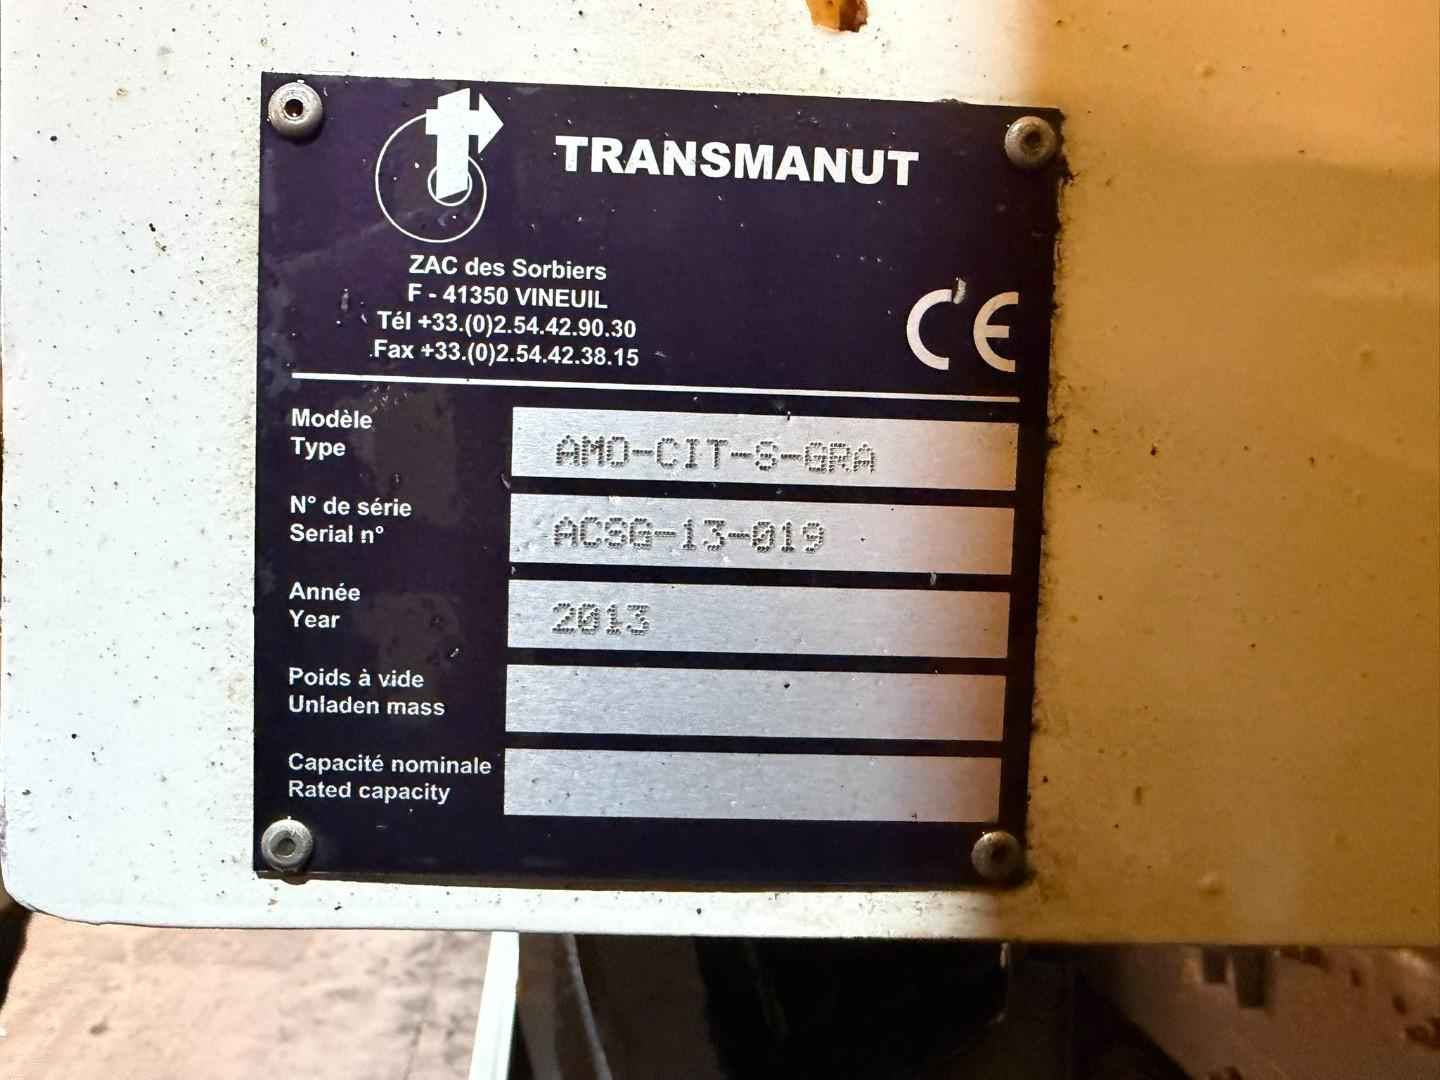 TRANSMANUT
ZAC des Sorbiers
F - 41350 VINEUIL
Tél +33.(0)2.54.42.90.30
Fax +33.(0)2.54.42.38.15
CE
Modèle
Type
AMO-CIT-S-GRA
N° de série
Serial n°
ACSG-13-019
Année
Year
2013
Poids à vide
Unladen mass
Capacité nominale
Rated capacity